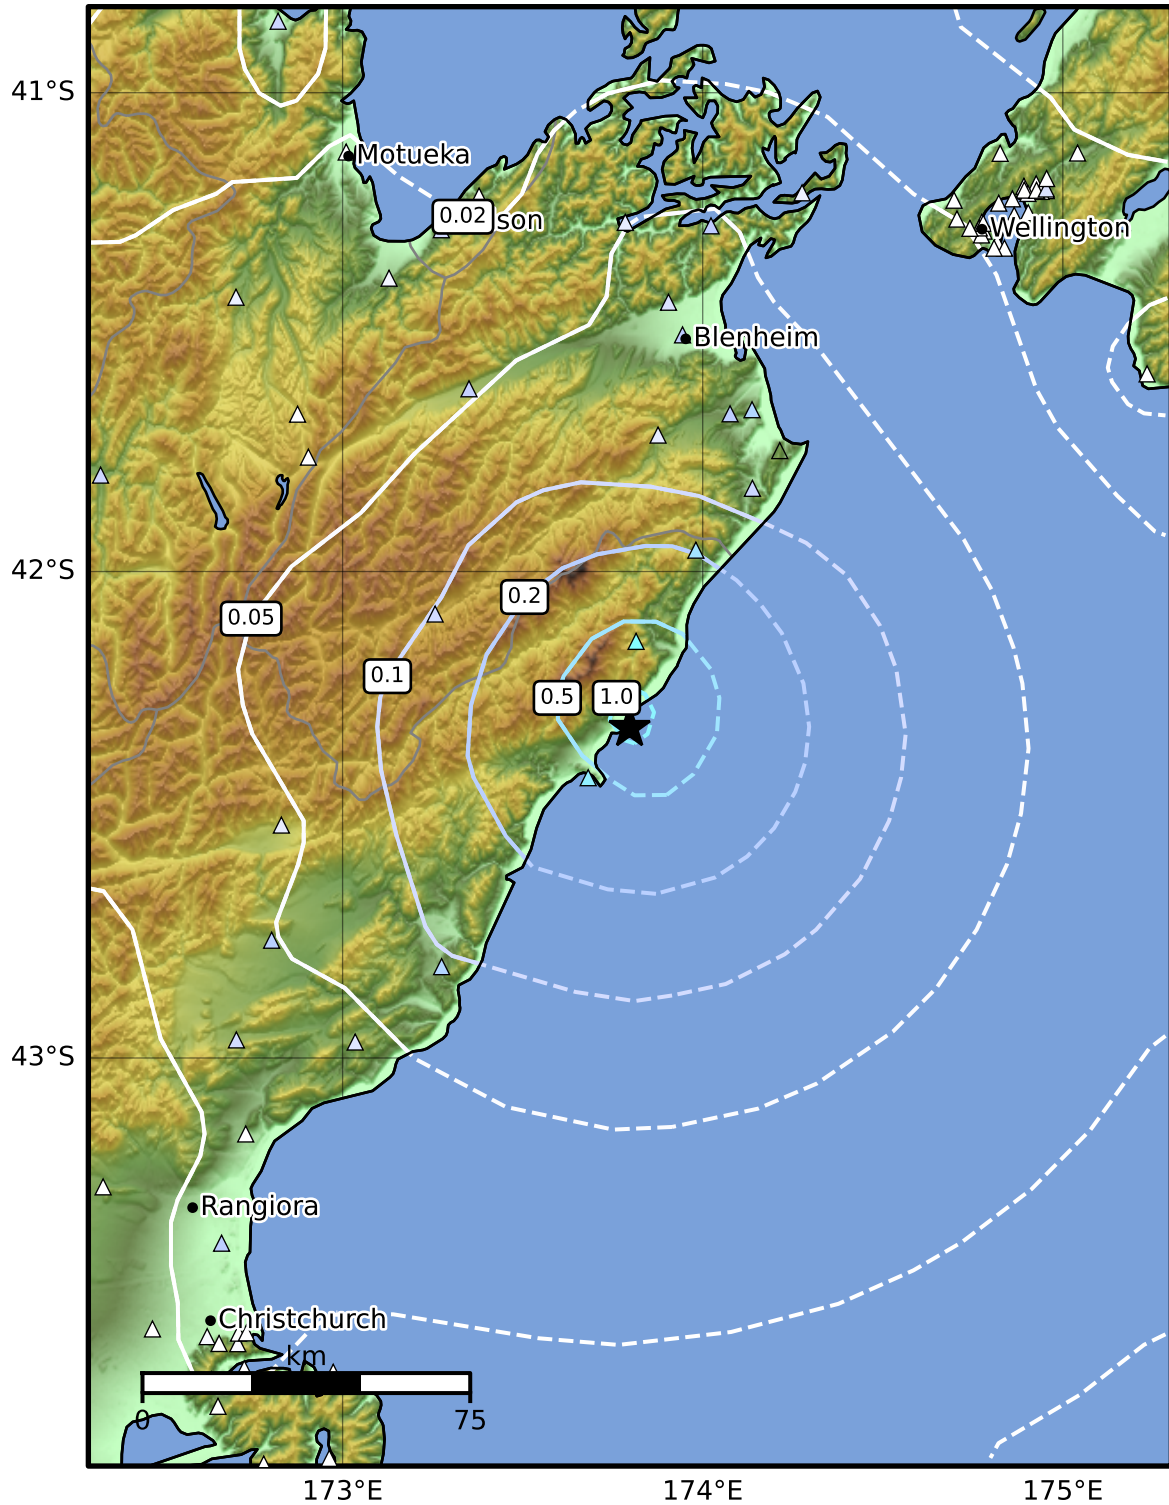 41°S
Motueka
0.02
son
Wellington
Blenheim
42°S
0.2
0.05
0.1
0.5
1.0
43°S
Rangiora
Christchurch
km
0
75
173°E
174°E
175°E